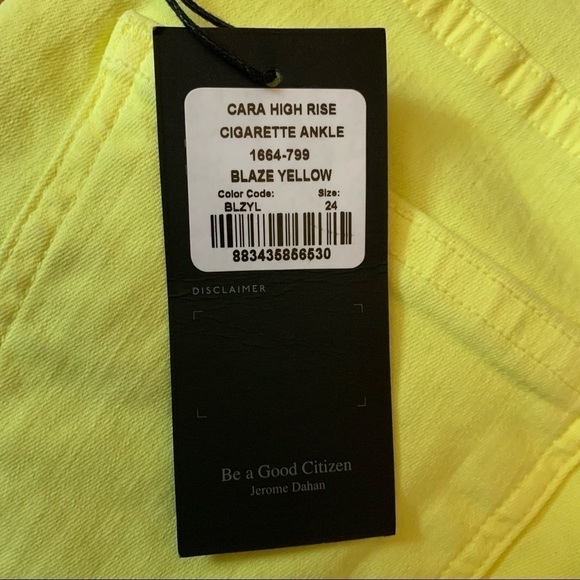 CARA HIGH RISE
CIGARETTE ANKLE
1664-799
BLAZE YELLOW
Color Code: Size:
BLZYL 24
883435856530
DISCLAIMER
Be a Good Citizen
Jerome Dahan